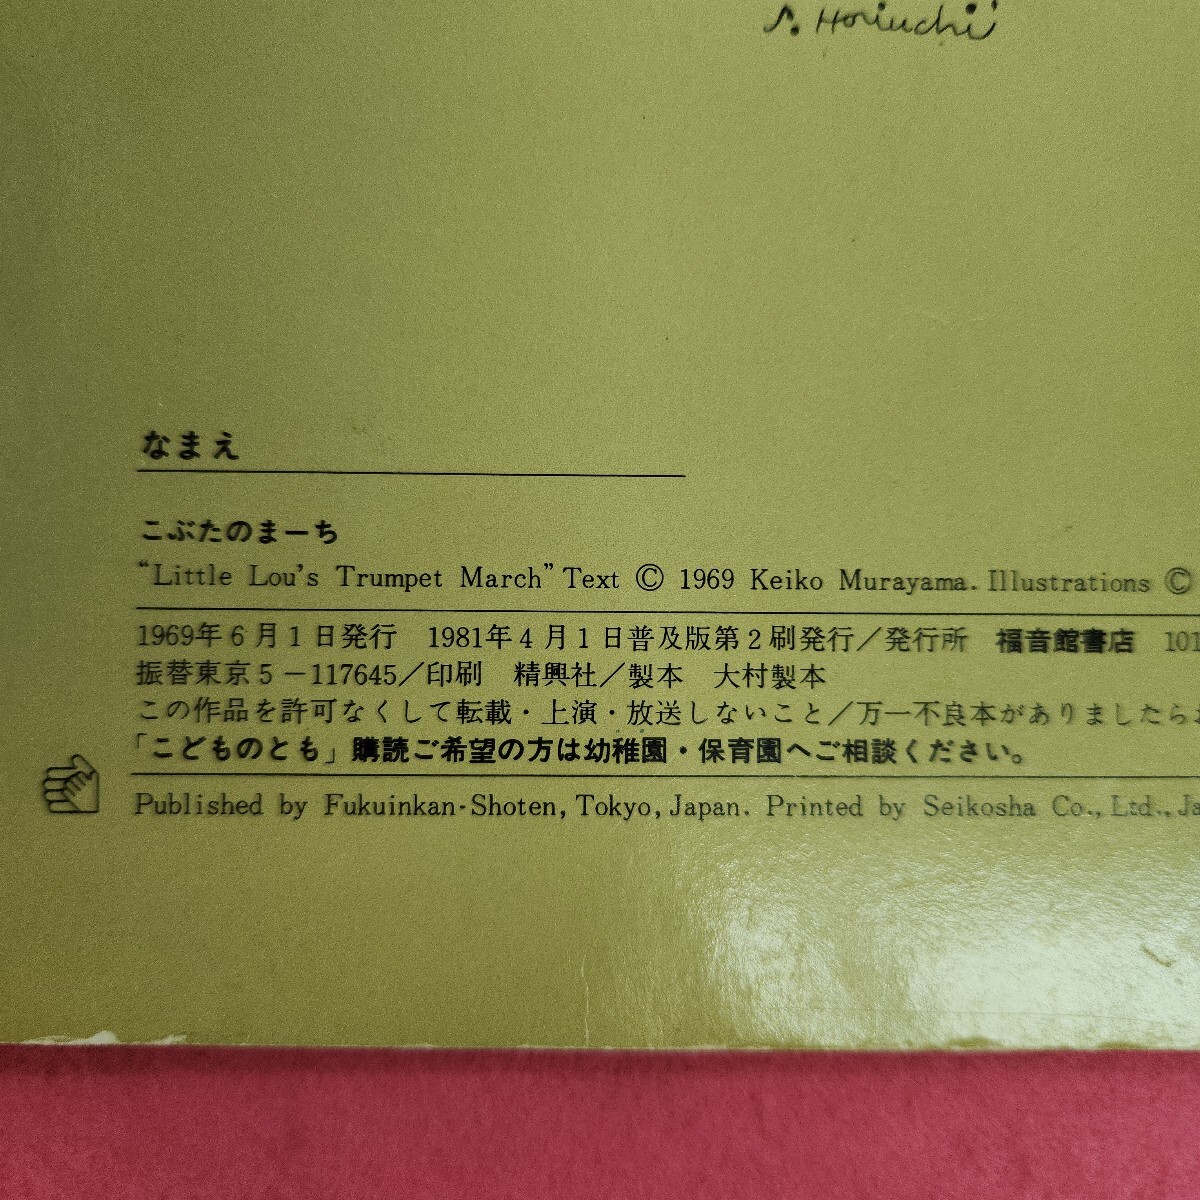 S. Horiuchi
なまえ
こぶたのまーち
“Little Lou's Trumpet March” Text © 1969 Keiko Murayama. Illustrations ©
1969年6月1日発行　1981年4月1日普及版第2刷発行／発行所　福音館書店　101
振替東京5－117645／印刷　精興社／製本　大村製本
この作品を許可なくして転載・上演・放送しないこと／万一不良本がありましたら
「こどものとも」購読ご希望の方は幼稚園・保育園へご相談ください。
Published by Fukuinkan-Shoten, Tokyo, Japan. Printed by Seikosha Co., Ltd., Ja